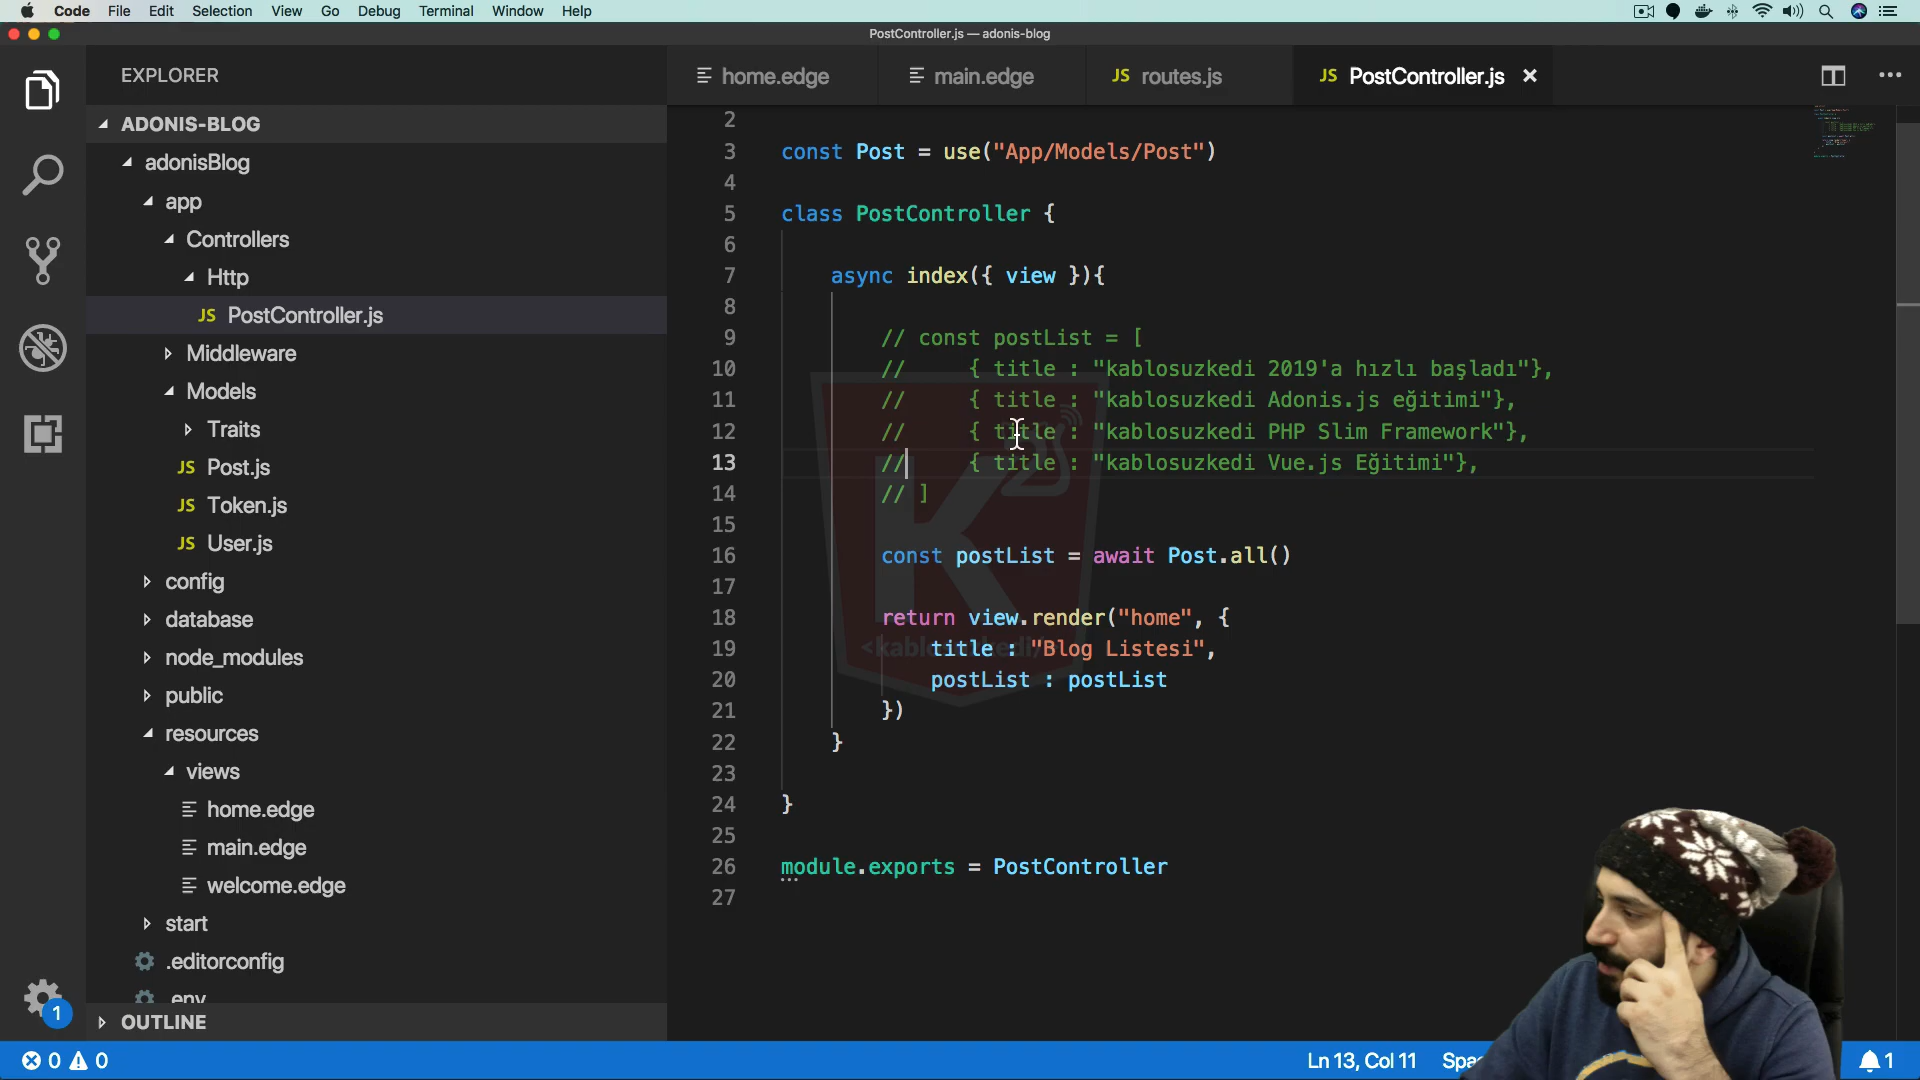 Code File Edit Selection View Go Debug Terminal Window Help
PostController.js — adonis-blog
EXPLORER
ADONIS-BLOG
adonisBlog
app
Controllers
Http
JS PostController.js
Middleware
Models
Traits
JS Post.js
JS Token.js
JS User.js
config
database
node_modules
public
resources
views
home.edge
main.edge
welcome.edge
start
.editorconfig
.env
OUTLINE
home.edge main.edge JS routes.js JS PostController.js
2
3 const Post = use("App/Models/Post")
4
5 class PostController {
6
7 async index({ view }){
8
9 // const postList = [
10 // { title : "kablosuzkedi 2019'a hızlı başladı"},
11 // { title : "kablosuzkedi Adonis.js eğitimi"},
12 // { title : "kablosuzkedi PHP Slim Framework"},
13 // { title : "kablosuzkedi Vue.js Eğitimi"},
14 // ]
15
16 const postList = await Post.all()
17
18 return view.render("home", {
19 title : "Blog Listesi",
20 postList : postList
21 })
22 }
23
24 }
25
26 module.exports = PostController
27
1
0 0
Ln 13, Col 11
1